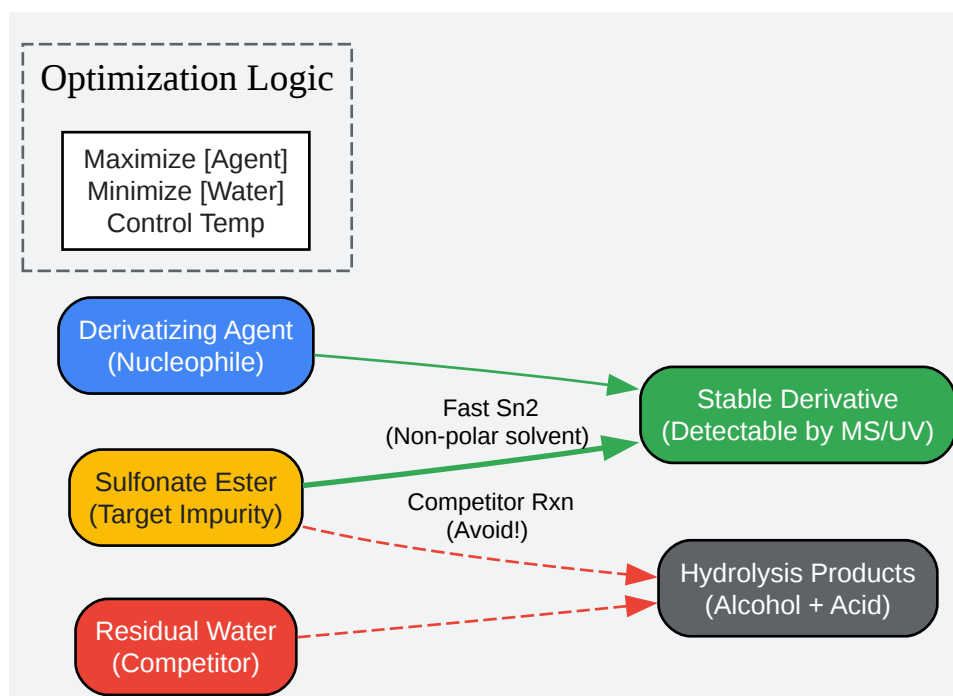 Optimization Logic
Maximize [Agent]
Minimize [Water]
Control Temp
Derivatizing Agent
(Nucleophile)
Fast Sn2
(Non-polar solvent)
Stable Derivative
(Detectable by MS/UV)
Sulfonate Ester
(Target Impurity)
Competitor Rxn
(Avoid!)
Hydrolysis Products
(Alcohol + Acid)
Residual Water
(Competitor)